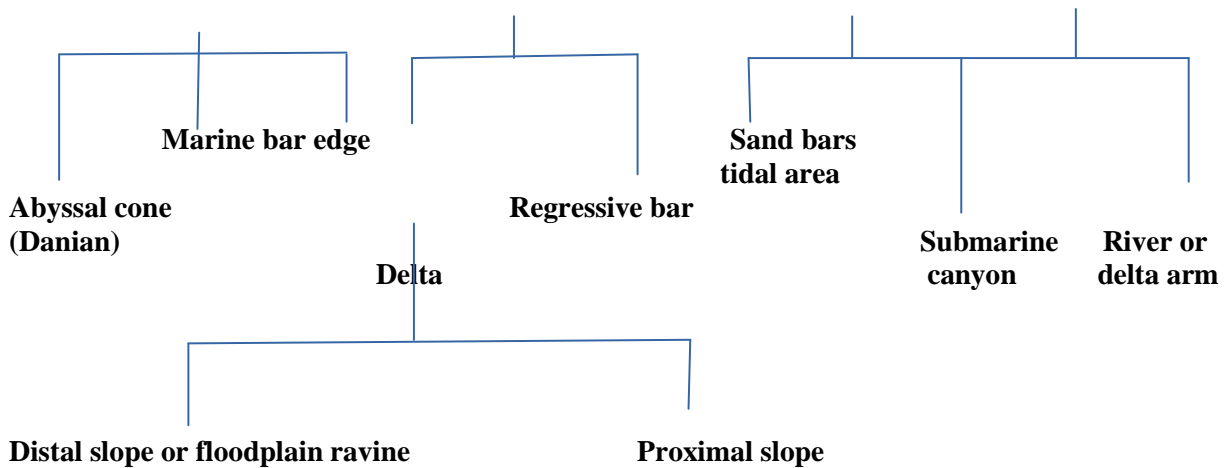 Marine bar edge
Sand bars
tidal area
Abyssal cone
(Danian)
Regressive bar
Submarine
canyon
River or
delta arm
Delta
Distal slope or floodplain ravine
Proximal slope